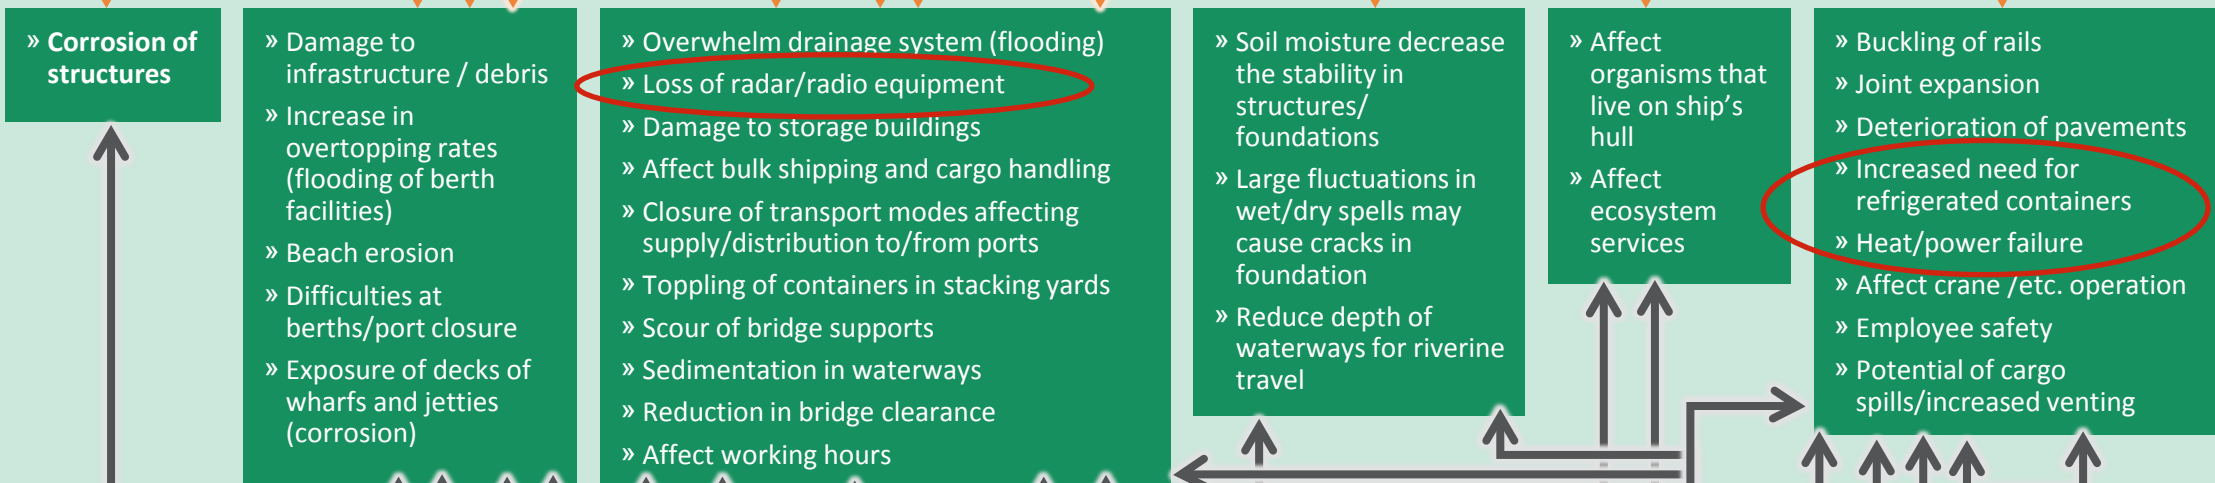 » Corrosion of
structures
» Damage to
infrastructure / debris
» Increase in
overtopping rates
(flooding of berth
facilities)
» Beach erosion
» Difficulties at
berths/port closure
» Exposure of decks of
wharfs and jetties
(corrosion)
» Overwhelm drainage system (flooding)
» Loss of radar/radio equipment
» Damage to storage buildings
» Affect bulk shipping and cargo handling
» Closure of transport modes affecting
supply/distribution to/from ports
» Toppling of containers in stacking yards
» Scour of bridge supports
» Sedimentation in waterways
» Reduction in bridge clearance
» Affect working hours
» Soil moisture decrease
the stability in
structures/
foundations
» Large fluctuations in
wet/dry spells may
cause cracks in
foundation
» Reduce depth of
waterways for riverine
travel
» Affect
organisms that
live on ship’s
hull
» Affect
ecosystem
services
» Buckling of rails
» Joint expansion
» Deterioration of pavements
» Increased need for
refrigerated containers
» Heat/power failure
» Affect crane /etc. operation
» Employee safety
» Potential of cargo
spills/increased venting